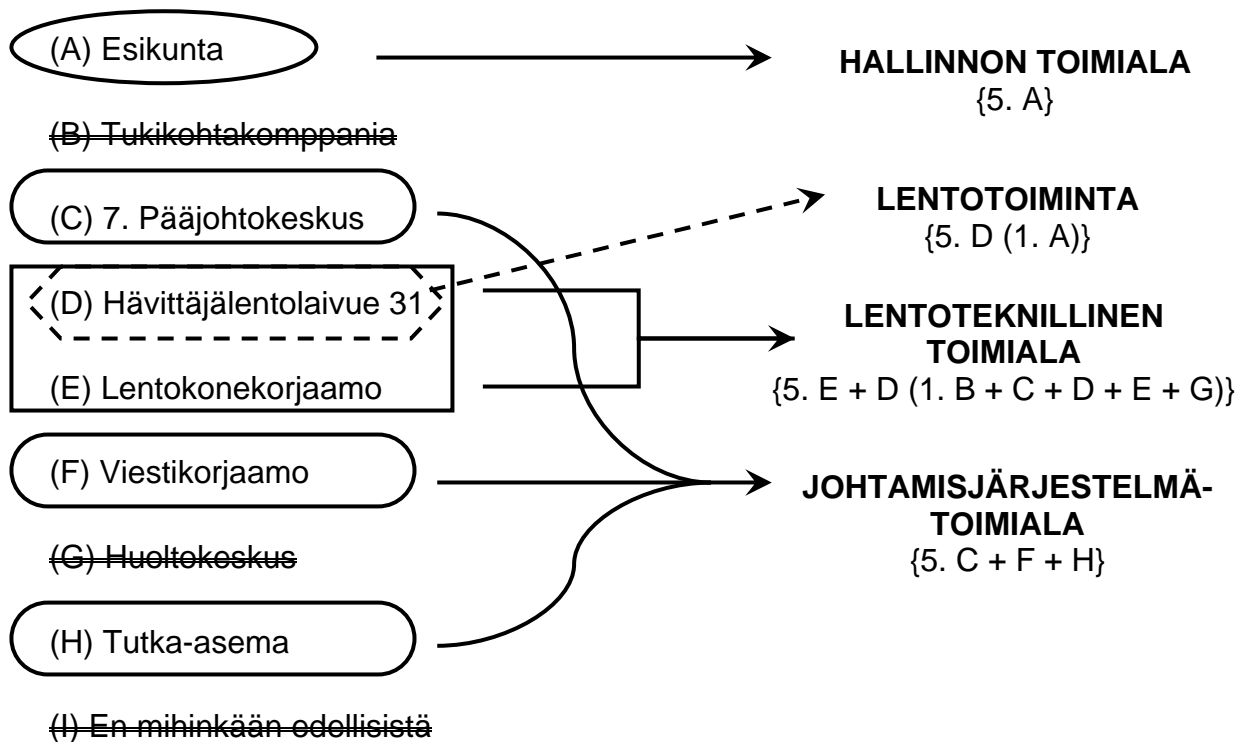 (A) Esikunta
(B) Tukikohtakomppania
(C) 7. Pääjohtokeskus
(D) Hävittäjälentolaivue 31
(E) Lentokonekorjaamo
(F) Viestikorjaamo
(G) Huoltokeskus
(H) Tutka-asema
(I) En mihinkään edellisistä
HALLINNON TOIMIALA
{5. A}
LENTOTOIMINTA
{5. D (1. A)}
LENTOTEKNILLINEN
TOIMIALA
{5. E + D (1. B + C + D + E + G)}
JOHTAMISJÄRJESTELMÄ-
TOIMIALA
{5. C + F + H}